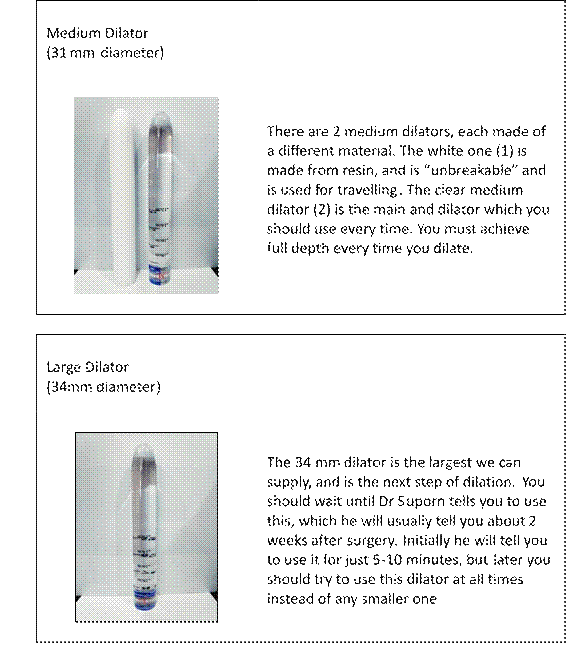 Medium Dilator
(31 mm diameter)
There are 2 medium dilators, each made of
a different material. The white one (1) is
made from resin, and is “unbreakable” and
is used for travelling. The clear medium
dilator (2) is the main and dilator which you
should use every time. You must achieve
full depth every time you dilate.
Large Dilator
(34mm diameter)
The 34 mm dilator is the largest we can
supply, and is the next step of dilation. You
should wait until Dr Suporn tells you to use
this, which he will usually tell you about 2
weeks after surgery. Initially he will tell you
to use it for just 5-10 minutes, but later you
should try to use this dilator at all times
instead of any smaller one